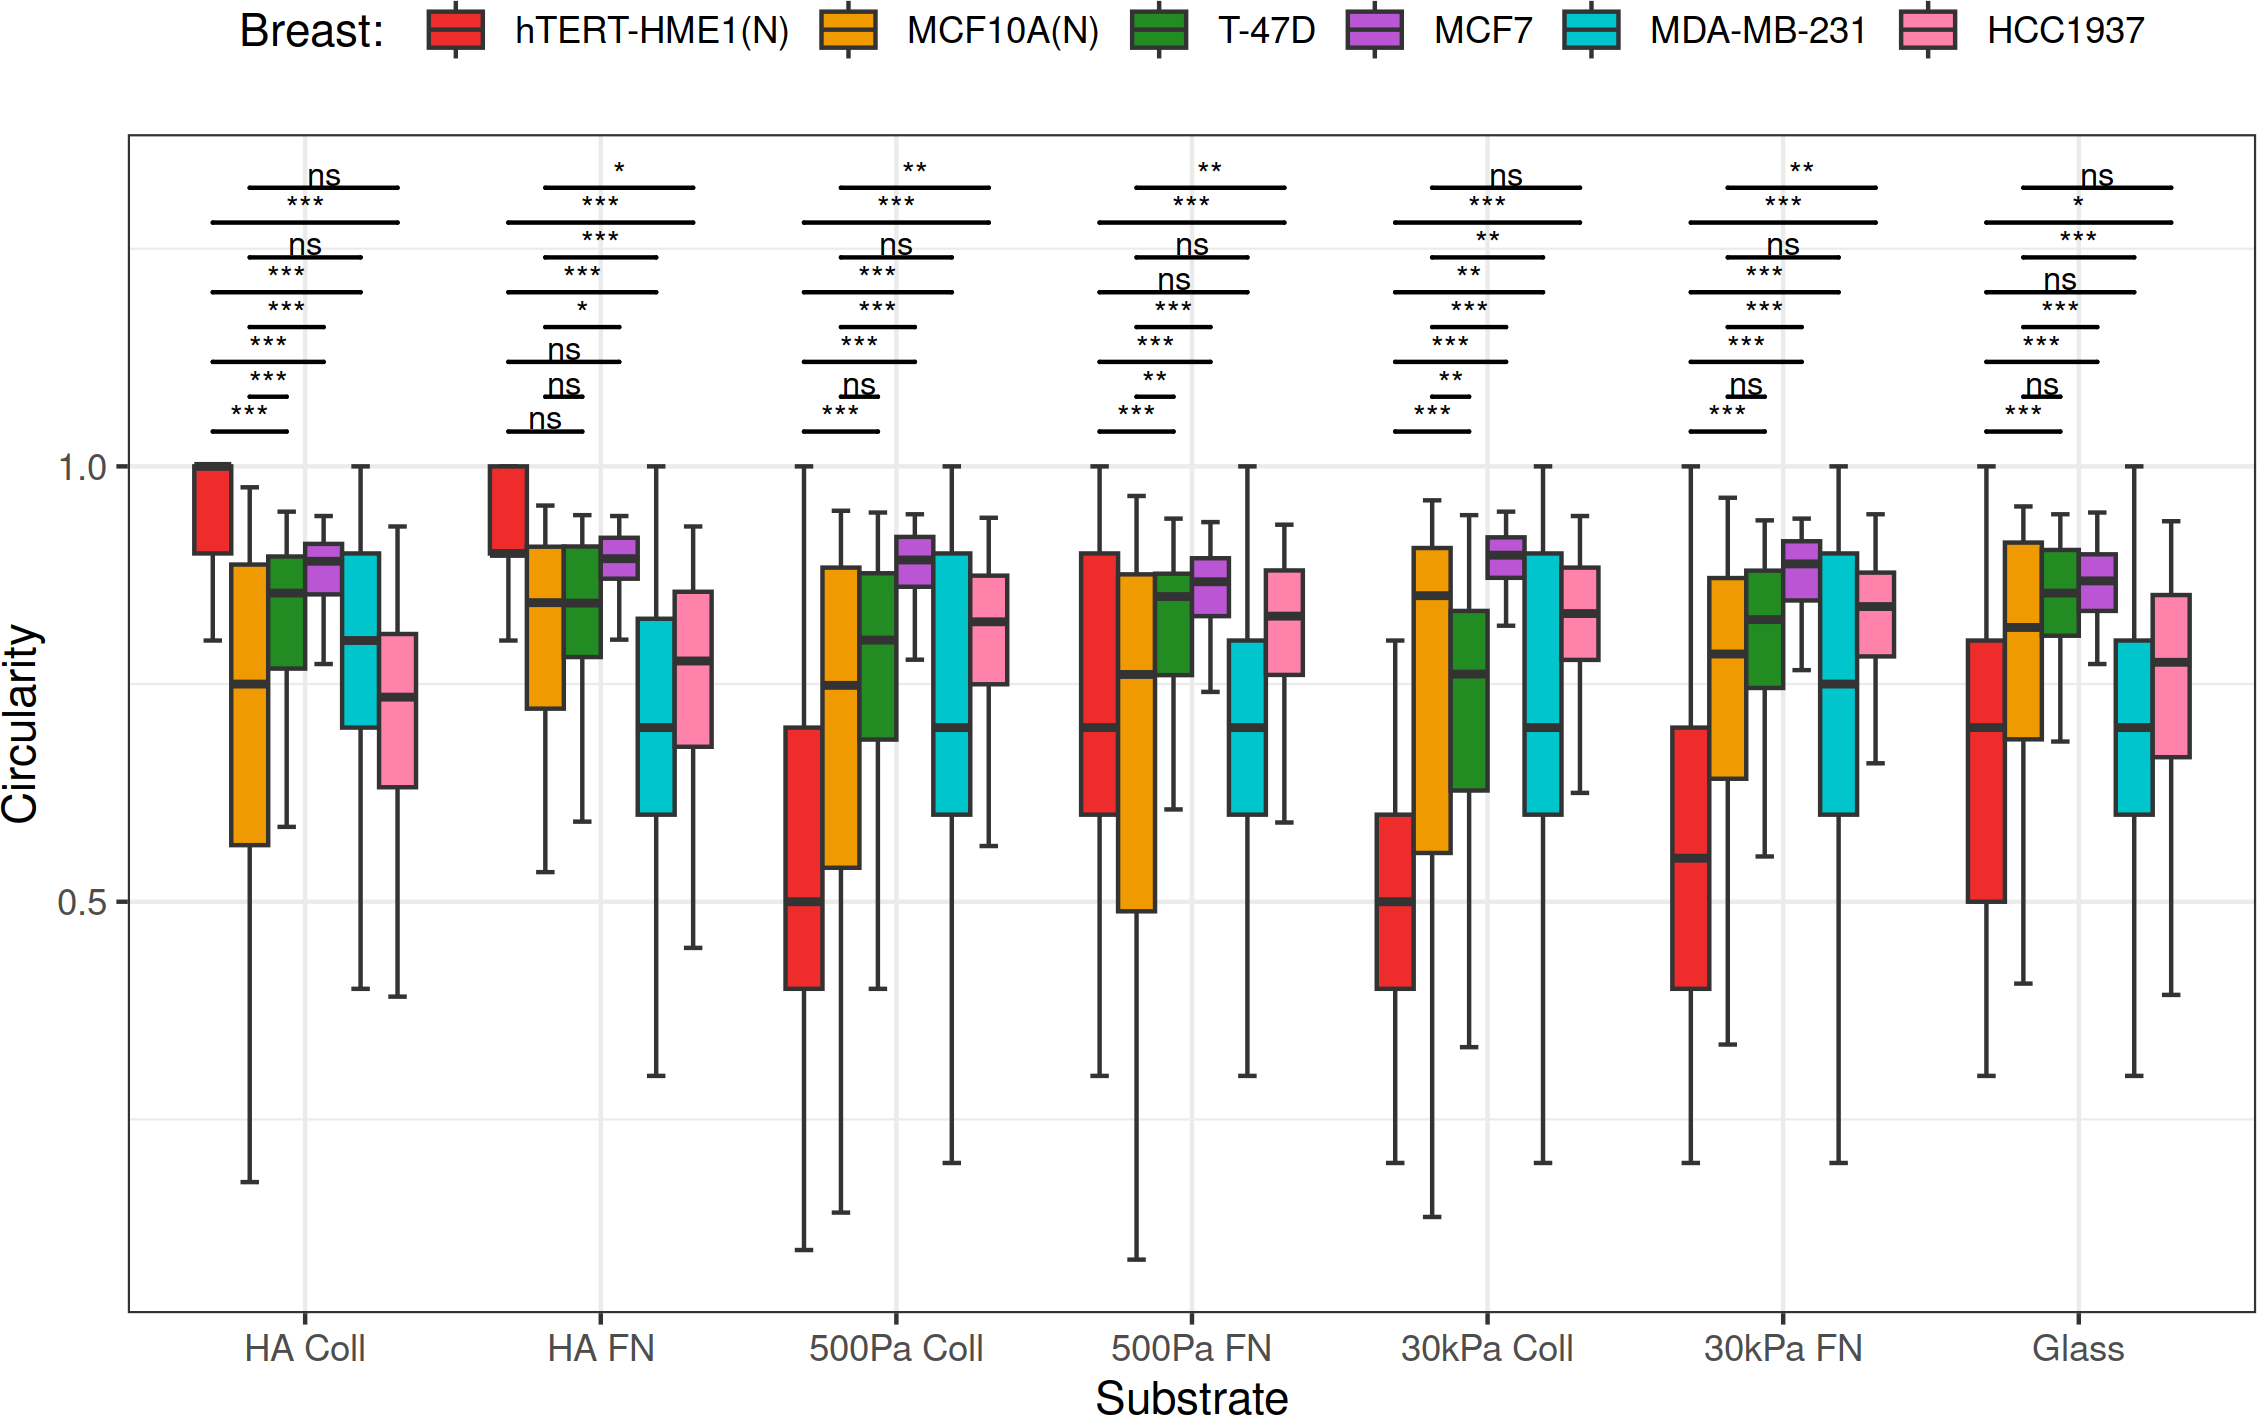 Breast: hTERT-HME1(N) MCF10A(N) T-47D MCF7 MDA-MB-231 HCC1937
ns * ** ** ns ** ns
*** *** *** *** *** *** *
ns *** ns ns ** ns ***
*** *** *** ns ** *** ns
*** * *** *** *** *** ***
*** ns *** *** *** *** ***
*** ns ns ** ** ns ns
*** ns *** *** *** *** ***
1.0
0.5
Circularity
HA Coll HA FN 500Pa Coll 500Pa FN 30kPa Coll 30kPa FN Glass
Substrate